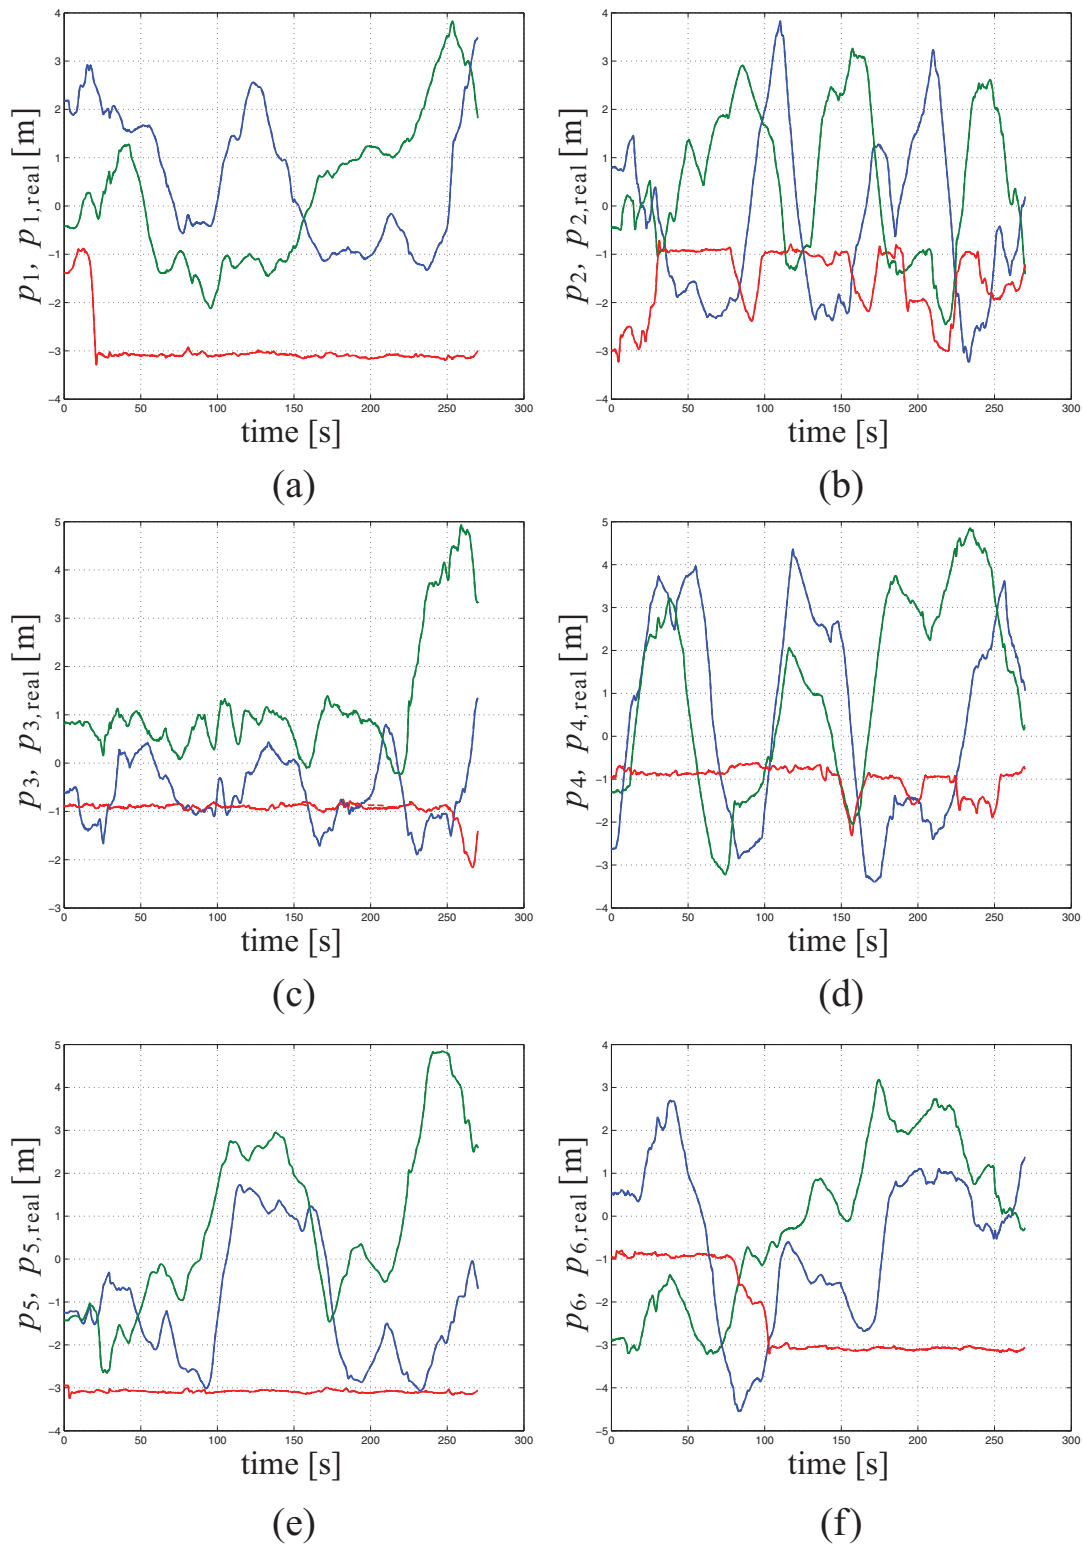 4
3
2
1
0
−1
−2
−3
−4
0 50 100 150 200 250 300
p1, p1,real [m]
time [s]
(a)
4
3
2
1
0
−1
−2
−3
−4
0 50 100 150 200 250 300
p2, p2,real [m]
time [s]
(b)
5
4
3
2
1
0
−1
−2
−3
0 50 100 150 200 250 300
p3, p3,real [m]
time [s]
(c)
5
4
3
2
1
0
−1
−2
−3
−4
0 50 100 150 200 250 300
p4, p4,real [m]
time [s]
(d)
5
4
3
2
1
0
−1
−2
−3
−4
0 50 100 150 200 250 300
p5, p5,real [m]
time [s]
(e)
4
3
2
1
0
−1
−2
−3
−4
−5
0 50 100 150 200 250 300
p6, p6,real [m]
time [s]
(f)